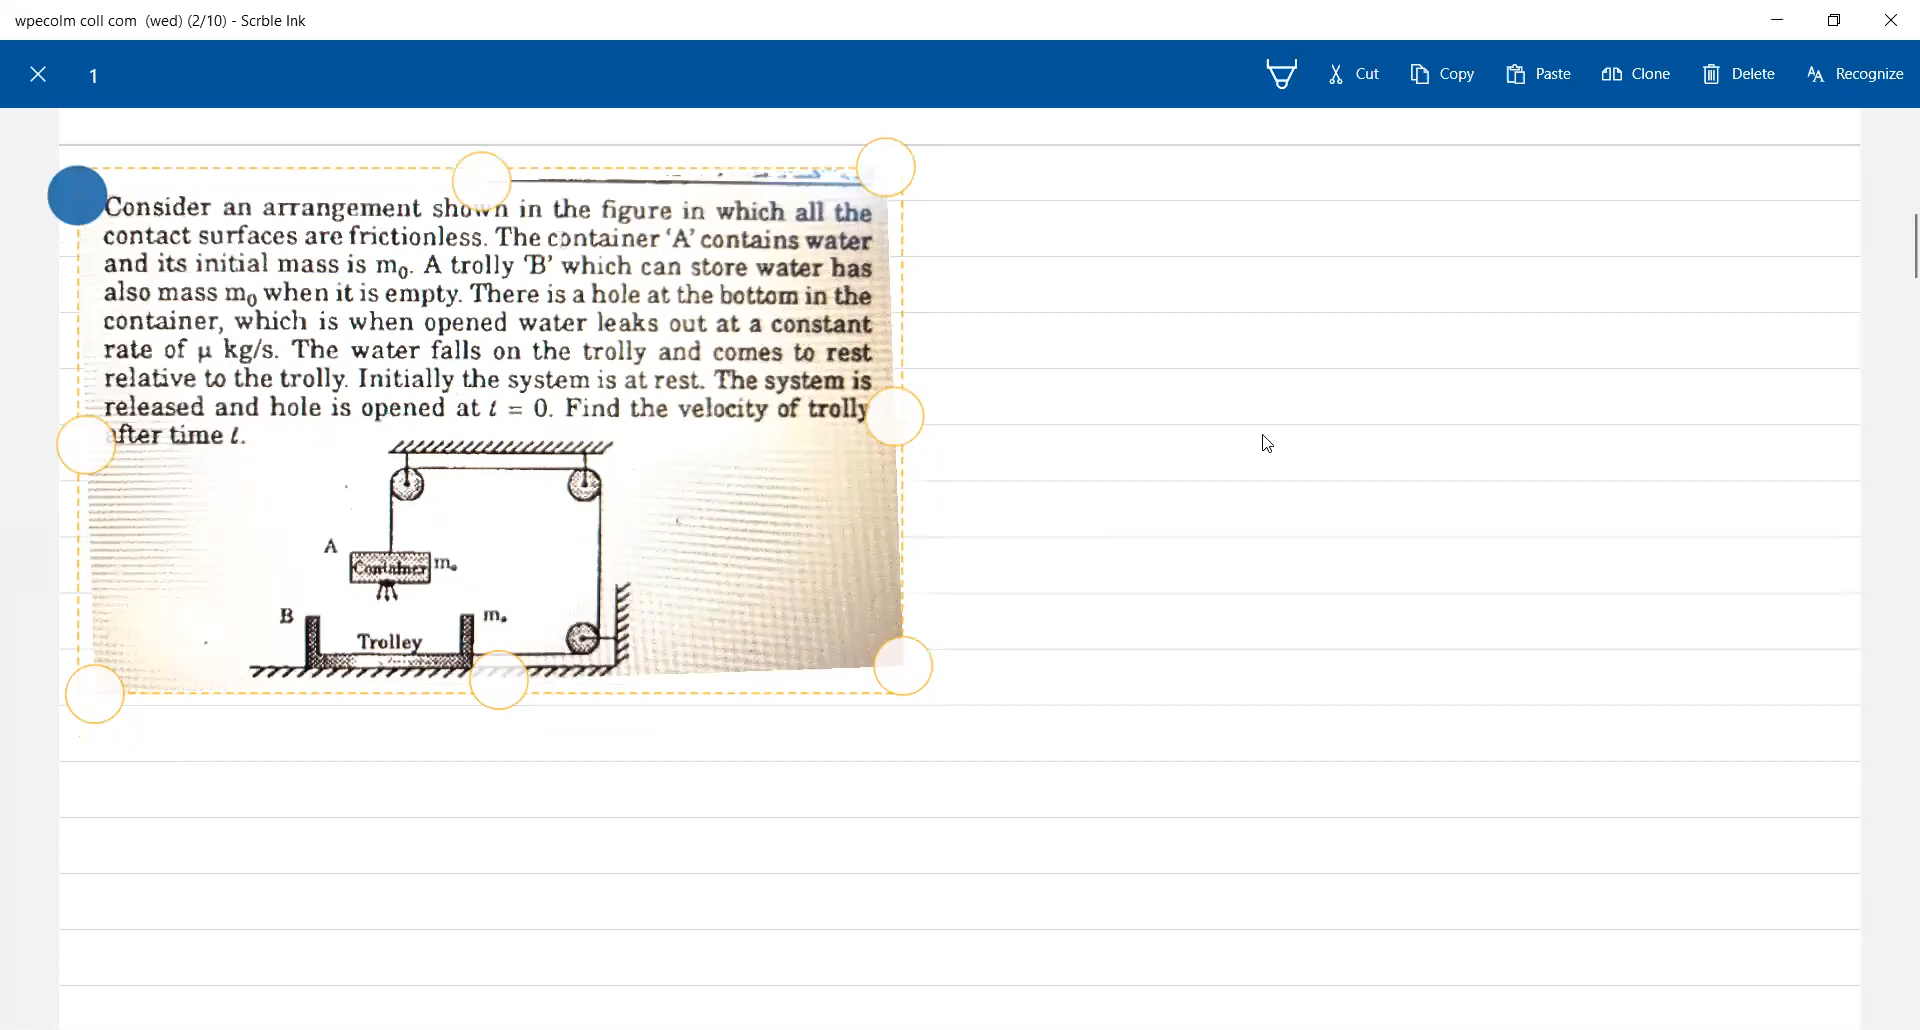 wpecolm coll com (wed) (2/10) - Scrble Ink
1
Cut
Copy
Paste
Clone
Delete
Recognize
Consider an arrangement shown in the figure in which all the
contact surfaces are frictionless. The container ‘A’ contains water
and its initial mass is m₀. A trolly ‘B’ which can store water has
also mass m₀ when it is empty. There is a hole at the bottom in the
container, which is when opened water leaks out at a constant
rate of μ kg/s. The water falls on the trolly and comes to rest
relative to the trolly. Initially the system is at rest. The system is
released and hole is opened at t = 0. Find the velocity of trolly
after time t.
A
Container
m₀
B
m₀
Trolley